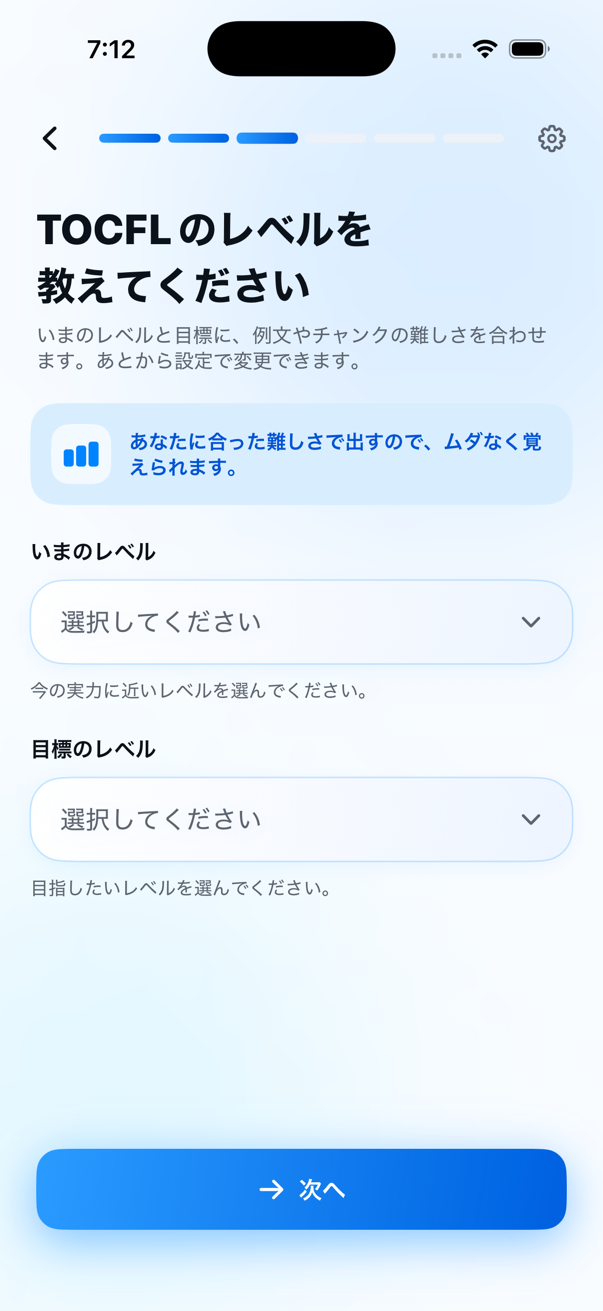 7:12
TOCFL のレベルを
教えてください
いまのレベルと目標に、例文やチャンクの難しさを合わせ
ます。あとから設定で変更できます。
あなたに合った難しさで出すので、ムダなく覚
えられます。
いまのレベル
選択してください
今の実力に近いレベルを選んでください。
目標のレベル
選択してください
目指したいレベルを選んでください。
次へ